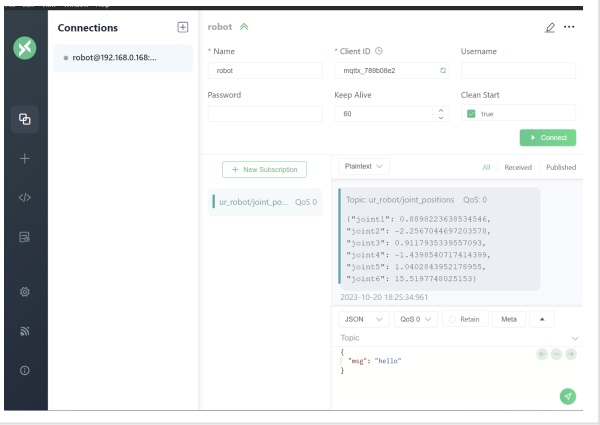 Connections
robot@192.168.0.168:...
robot
* Name
* Client ID
Username
robot
mqttx_789b08e2
Password
Keep Alive
Clean Start
60
true
Connect
+ New Subscription
Plaintext
All
Received
Published
ur_robot/joint_po...
QoS 0
Topic: ur_robot/joint_positions QoS: 0
{"joint1": 0.8898223638534546,
"joint2": -2.2567044697203578,
"joint3": 0.9117935339557093,
"joint4": -1.4398540717414399,
"joint5": 1.0402843952178955,
"joint6": 15.5197748025153}
2023-10-20 18:25:34:961
JSON
QoS 0
Retain
Meta
Topic
{
"msg": "hello"
}